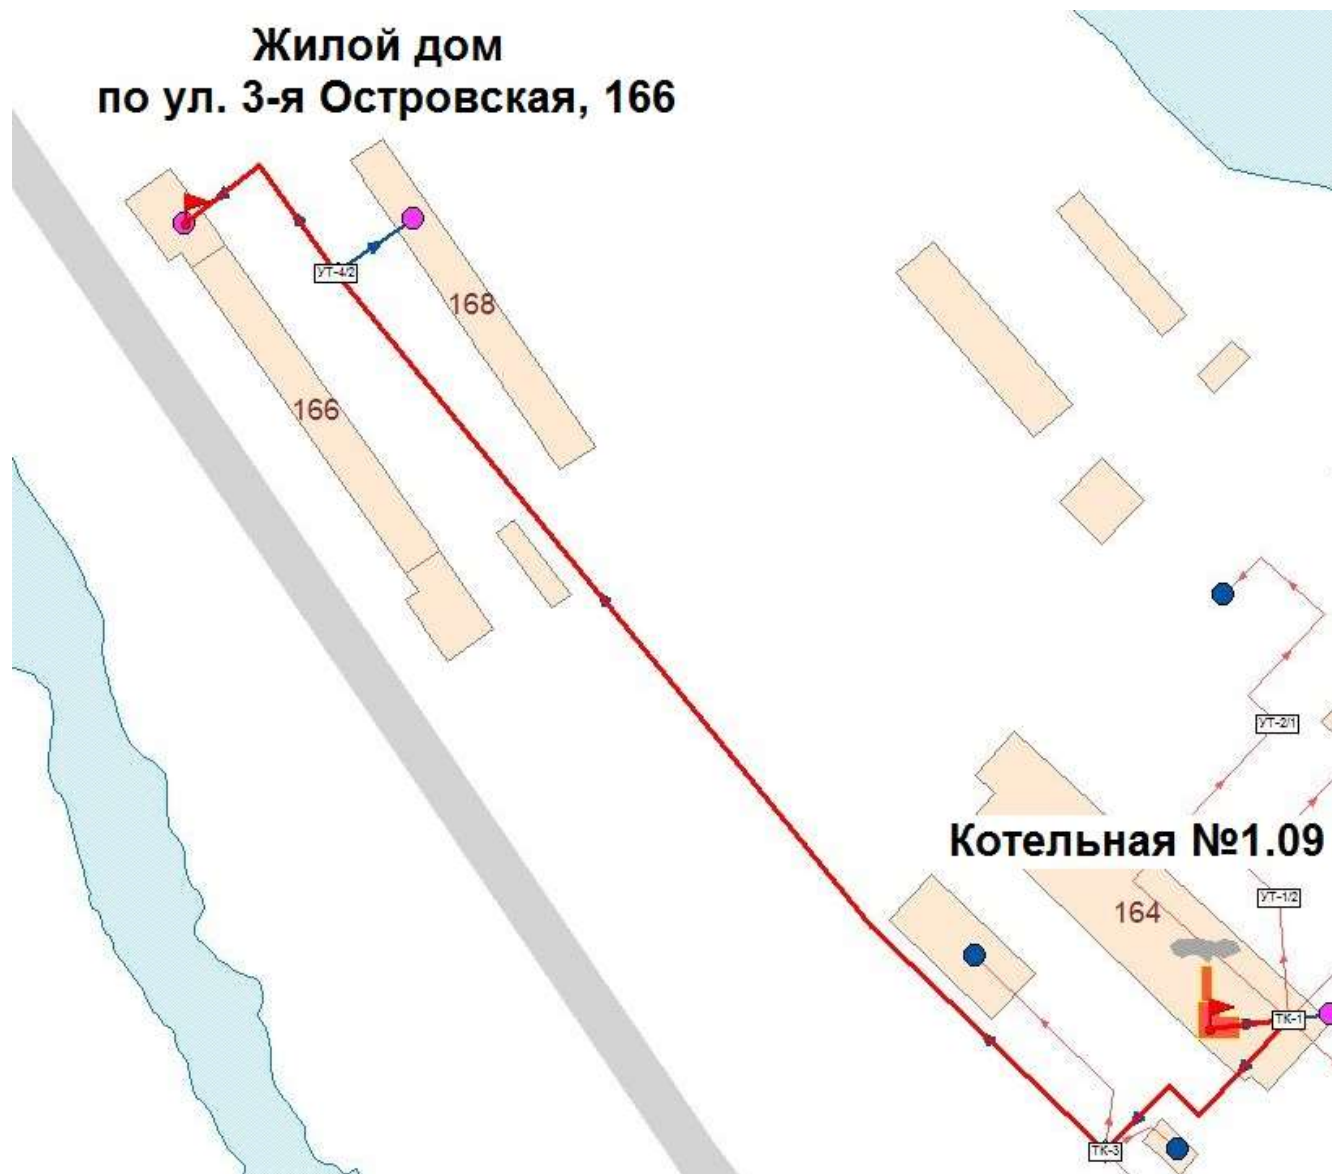 Жилой дом
по ул. 3-я Островская, 166
УТ-4/2
168
166
УТ-2/1
Котельная №1.09
УТ-1/2
164
ТК-1
ТК-3